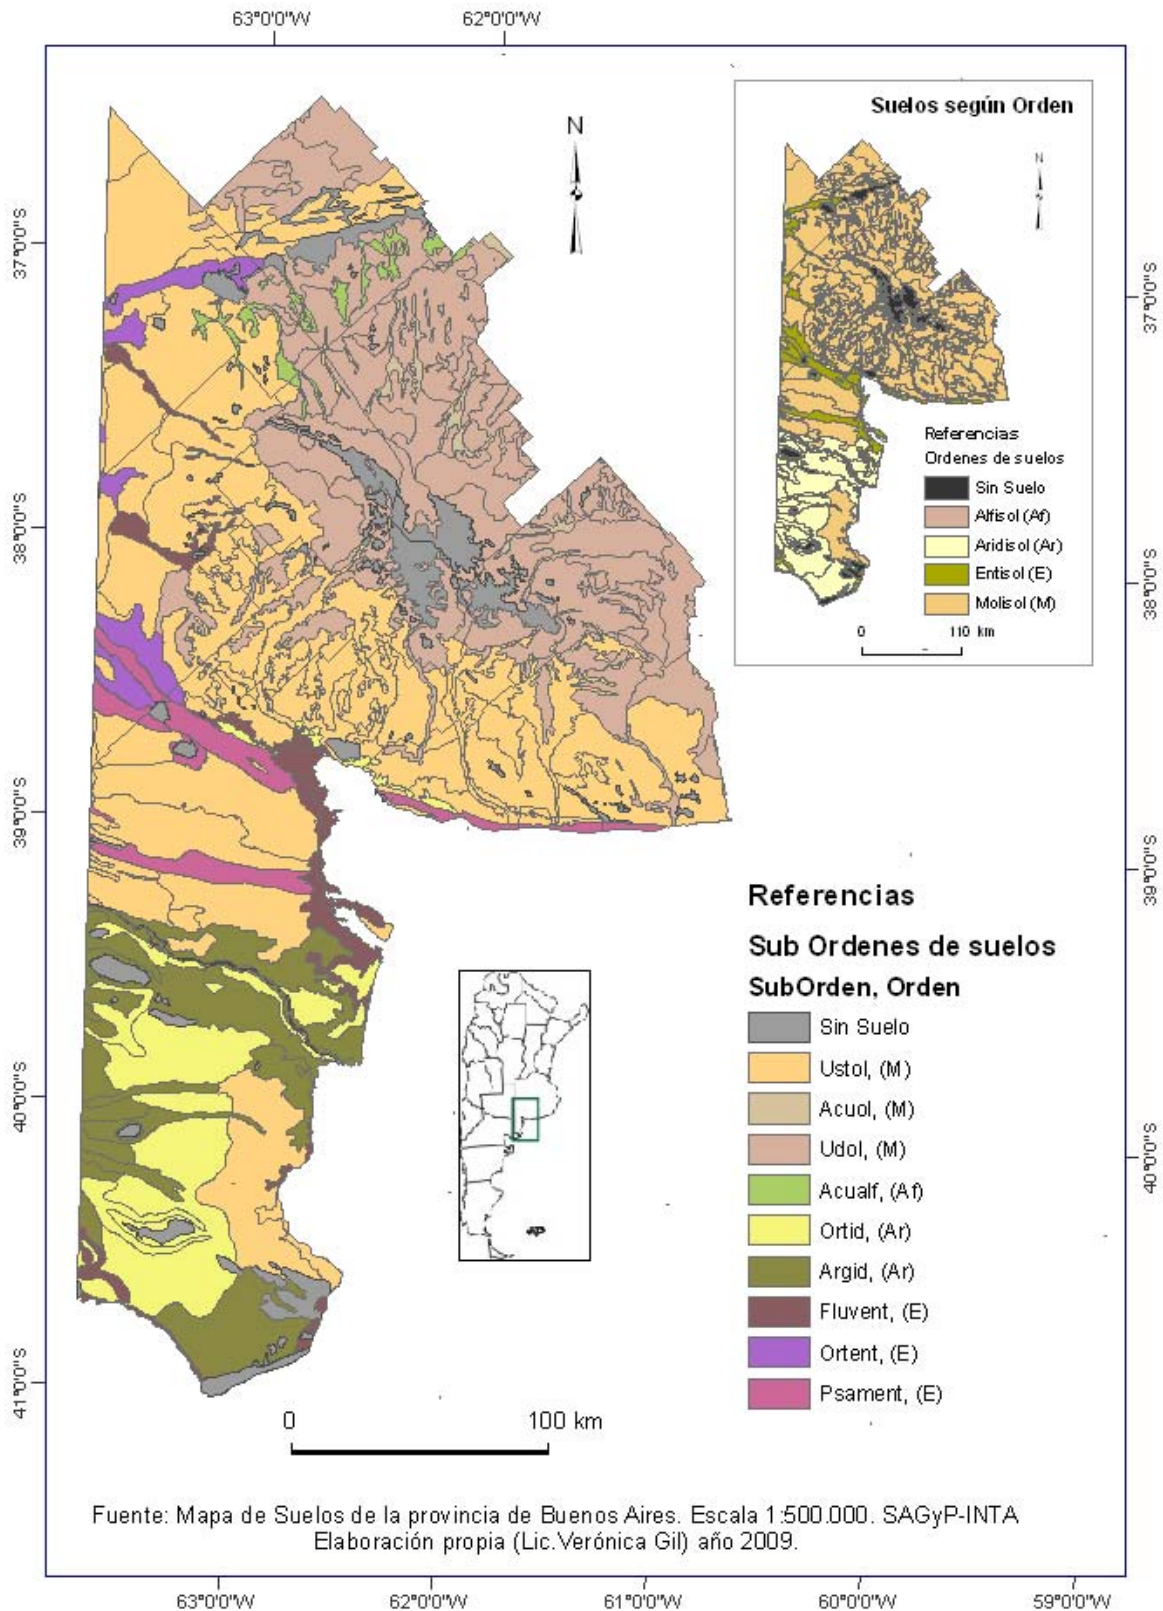 63°0'0"W 62°0'0"W
Suelos según Orden
N
N
37°0'0"S
37°0'0"S
Referencias
Ordenes de suelos
Sin Suelo
Alfisol (Af)
Aridisol (Ar)
Entisol (E)
Molisol (M)
0 110 km
38°0'0"S
38°0'0"S
39°0'0"S
39°0'0"S
Referencias
Sub Ordenes de suelos
SubOrden, Orden
Sin Suelo
Ustol, (M)
Acuol, (M)
Udol, (M)
Acualf, (Af)
Ortid, (Ar)
Argid, (Ar)
Fluvent, (E)
Ortent, (E)
Psament, (E)
40°0'0"S
40°0'0"S
41°0'0"S
0 100 km
Fuente: Mapa de Suelos de la provincia de Buenos Aires. Escala 1:500.000. SAGyP-INTA
Elaboración propia (Lic.Verónica Gil) año 2009.
63°0'0"W 62°0'0"W 61°0'0"W 60°0'0"W 59°0'0"W